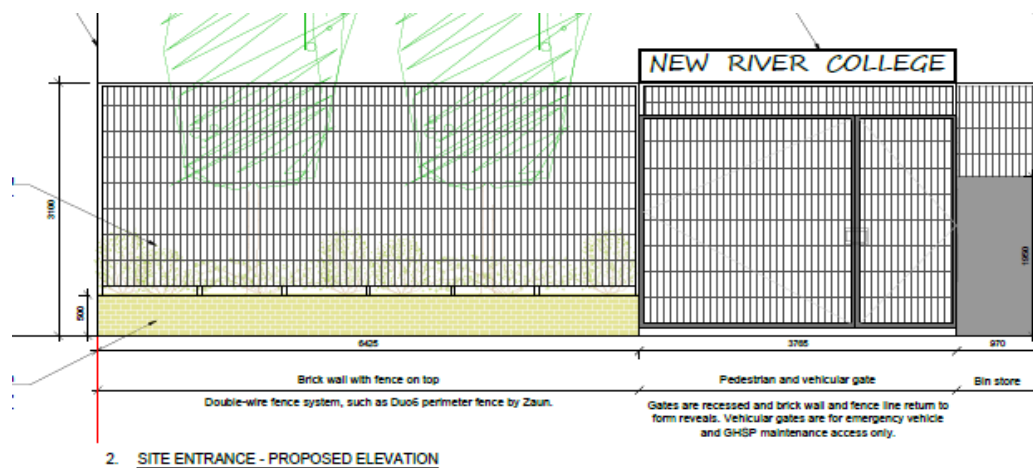 NEW RIVER COLLEGE
3100
500
1950
6425
3765
970
Brick wall with fence on top
Pedestrian and vehicular gate
Bin store
Double-wire fence system, such as Duo6 perimeter fence by Zaun.
Gates are recessed and brick wall and fence line return to
form reveals. Vehicular gates are for emergency vehicle
and GHSP maintenance access only.
2. SITE ENTRANCE - PROPOSED ELEVATION